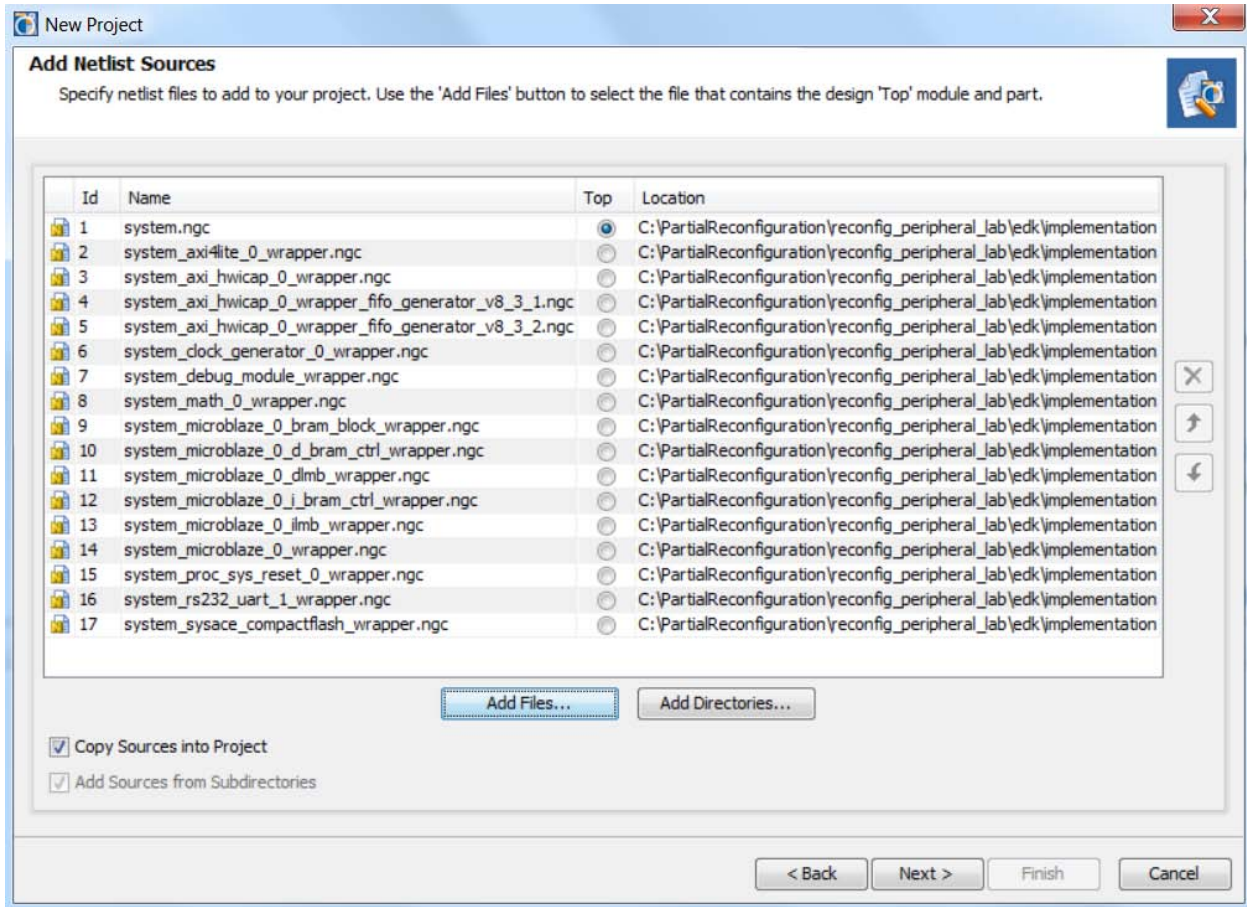 New Project
Add Netlist Sources
Specify netlist files to add to your project. Use the 'Add Files' button to select the file that contains the design 'Top' module and part.
Id Name Top Location
1 system.ngc C:\PartialReconfiguration\reconfig_peripheral_lab\edk\implementation
2 system_axi4lite_0_wrapper.ngc C:\PartialReconfiguration\reconfig_peripheral_lab\edk\implementation
3 system_axi_hwicap_0_wrapper.ngc C:\PartialReconfiguration\reconfig_peripheral_lab\edk\implementation
4 system_axi_hwicap_0_wrapper_fifo_generator_v8_3_1.ngc C:\PartialReconfiguration\reconfig_peripheral_lab\edk\implementation
5 system_axi_hwicap_0_wrapper_fifo_generator_v8_3_2.ngc C:\PartialReconfiguration\reconfig_peripheral_lab\edk\implementation
6 system_clock_generator_0_wrapper.ngc C:\PartialReconfiguration\reconfig_peripheral_lab\edk\implementation
7 system_debug_module_wrapper.ngc C:\PartialReconfiguration\reconfig_peripheral_lab\edk\implementation
8 system_math_0_wrapper.ngc C:\PartialReconfiguration\reconfig_peripheral_lab\edk\implementation
9 system_microblaze_0_bram_block_wrapper.ngc C:\PartialReconfiguration\reconfig_peripheral_lab\edk\implementation
10 system_microblaze_0_d_bram_ctrl_wrapper.ngc C:\PartialReconfiguration\reconfig_peripheral_lab\edk\implementation
11 system_microblaze_0_dlmb_wrapper.ngc C:\PartialReconfiguration\reconfig_peripheral_lab\edk\implementation
12 system_microblaze_0_i_bram_ctrl_wrapper.ngc C:\PartialReconfiguration\reconfig_peripheral_lab\edk\implementation
13 system_microblaze_0_ilmb_wrapper.ngc C:\PartialReconfiguration\reconfig_peripheral_lab\edk\implementation
14 system_microblaze_0_wrapper.ngc C:\PartialReconfiguration\reconfig_peripheral_lab\edk\implementation
15 system_proc_sys_reset_0_wrapper.ngc C:\PartialReconfiguration\reconfig_peripheral_lab\edk\implementation
16 system_rs232_uart_1_wrapper.ngc C:\PartialReconfiguration\reconfig_peripheral_lab\edk\implementation
17 system_sysace_compactflash_wrapper.ngc C:\PartialReconfiguration\reconfig_peripheral_lab\edk\implementation
Add Files... Add Directories...
Copy Sources into Project
Add Sources from Subdirectories
< Back Next > Finish Cancel